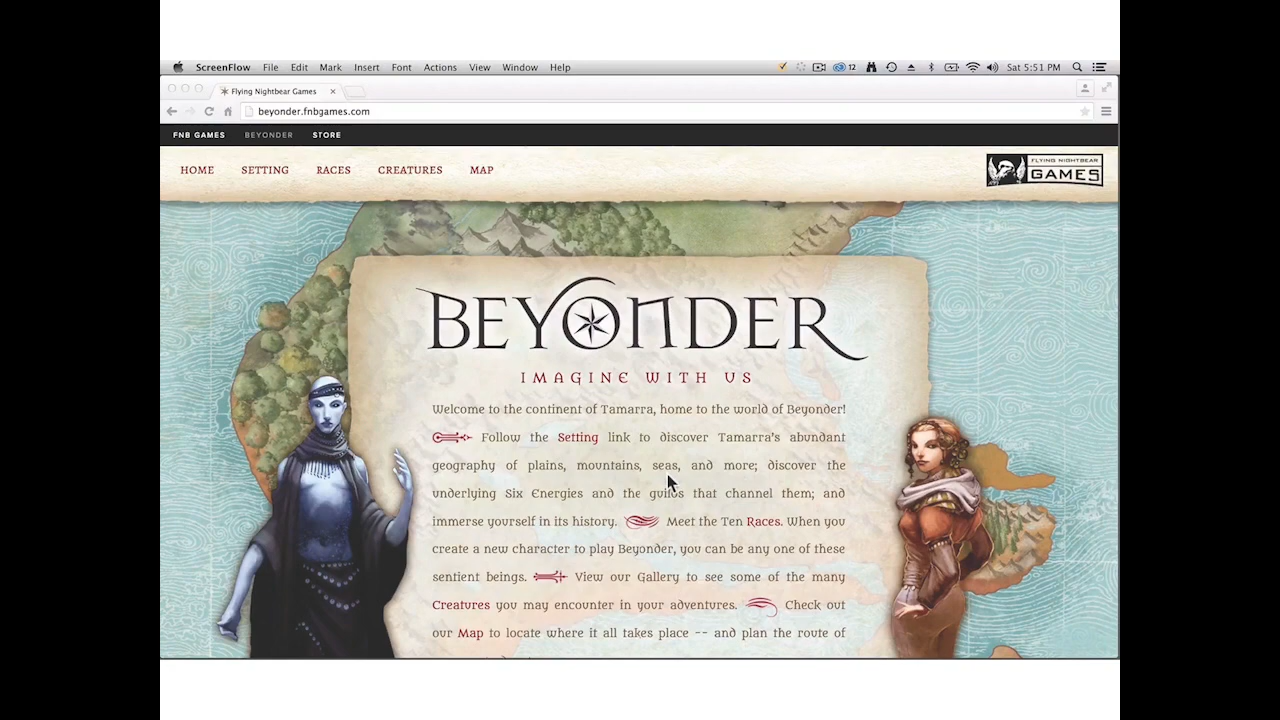 ScreenFlow File Edit Mark Insert Font Actions View Window Help 12 Sat 5:51 PM
Flying Nightbear Games
beyonder.fnbgames.com
FNB GAMES BEYONDER STORE
HOME SETTING RACES CREATURES MAP
FLYING NIGHTBEAR
GAMES
BEYONDER
IMAGINE WITH US
Welcome to the continent of Tamarra, home to the world of Beyonder!
Follow the Setting link to discover Tamarra's abundant
geography of plains, mountains, seas, and more; discover the
underlying Six Energies and the guilds that channel them; and
immerse yourself in its history. Meet the Ten Races. When you
create a new character to play Beyonder, you can be any one of these
sentient beings. View our Gallery to see some of the many
Creatures you may encounter in your adventures. Check out
our Map to locate where it all takes place -- and plan the route of